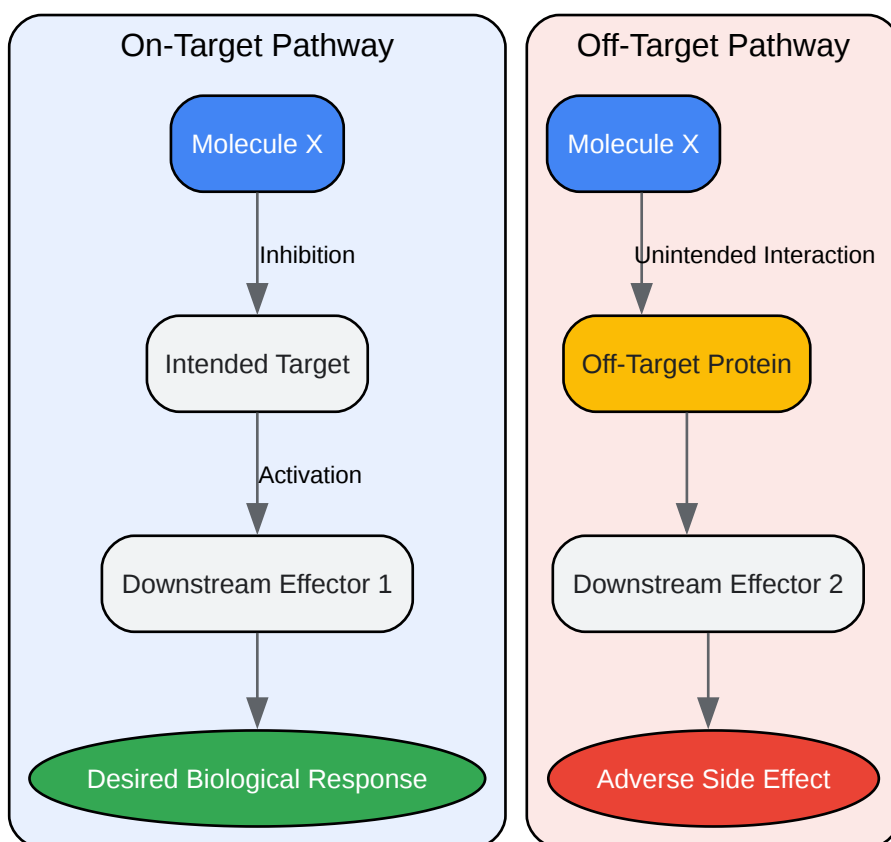 On-Target Pathway
Molecule X
Inhibition
Intended Target
Activation
Downstream Effector 1
Desired Biological Response
Off-Target Pathway
Molecule X
Unintended Interaction
Off-Target Protein
Downstream Effector 2
Adverse Side Effect